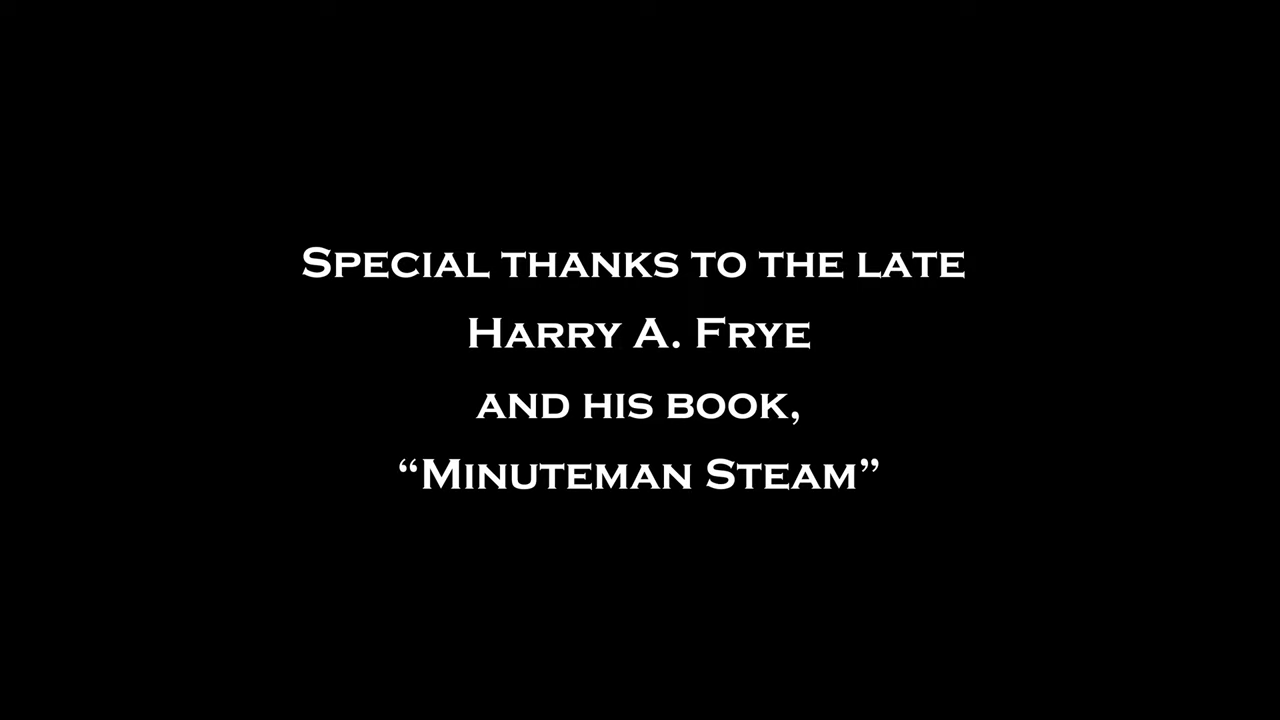 Special thanks to the late
Harry A. Frye
and his book,
“Minuteman Steam”